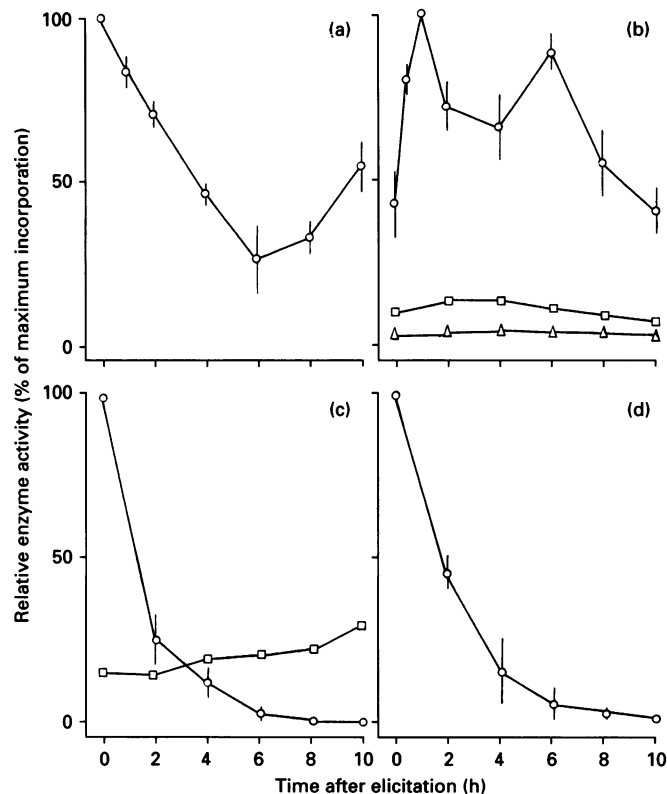 100
(a)
(b)
50
0
100
(c)
(d)
50
0
0 2 4 6 8 10
0 2 4 6 8 10
Time after elicitation (h)
Relative enzyme activity (% of maximum incorporation)